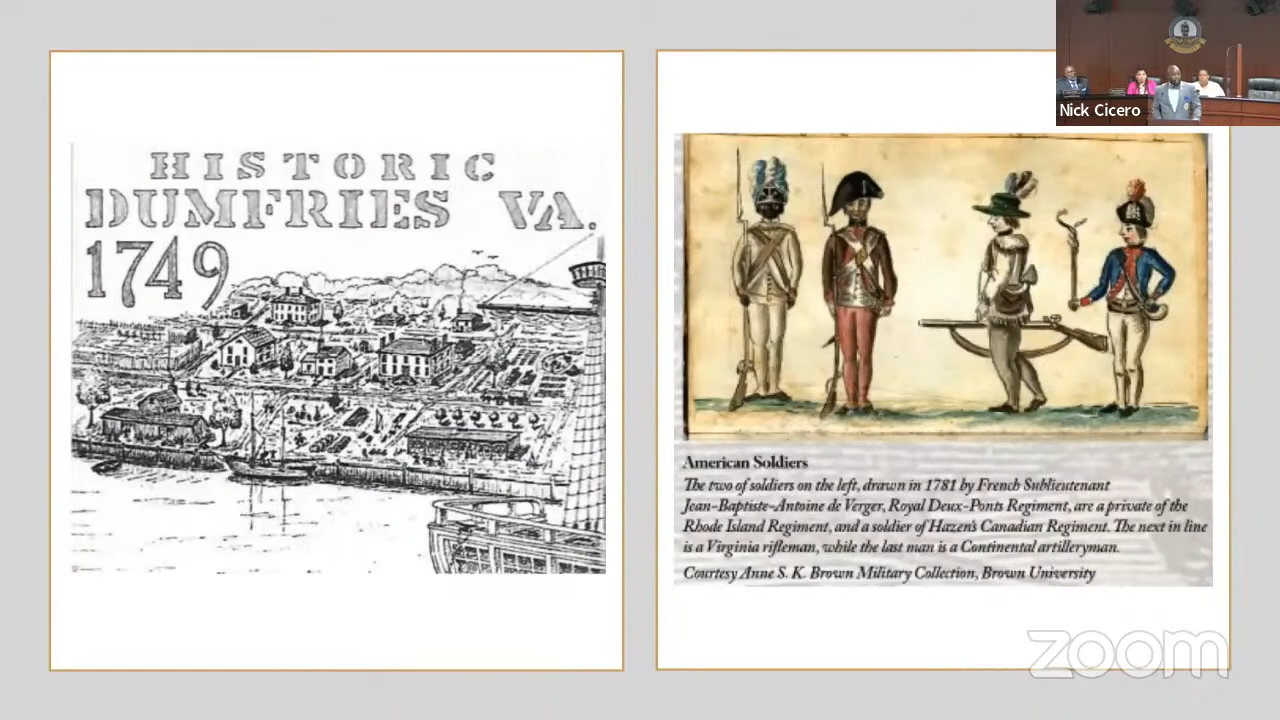 HISTORIC
DUMFRIES VA.
1749
American Soldiers
The two of soldiers on the left, drawn in 1781 by French Sublieutenant
Jean-Baptiste-Antoine de Verger, Royal Deux-Ponts Regiment, are a private of the
Rhode Island Regiment, and a soldier of Hazen's Canadian Regiment. The next in line
is a Virginia rifleman, while the last man is a Continental artilleryman.
Courtesy Anne S. K. Brown Military Collection, Brown University
Nick Cicero
zoom